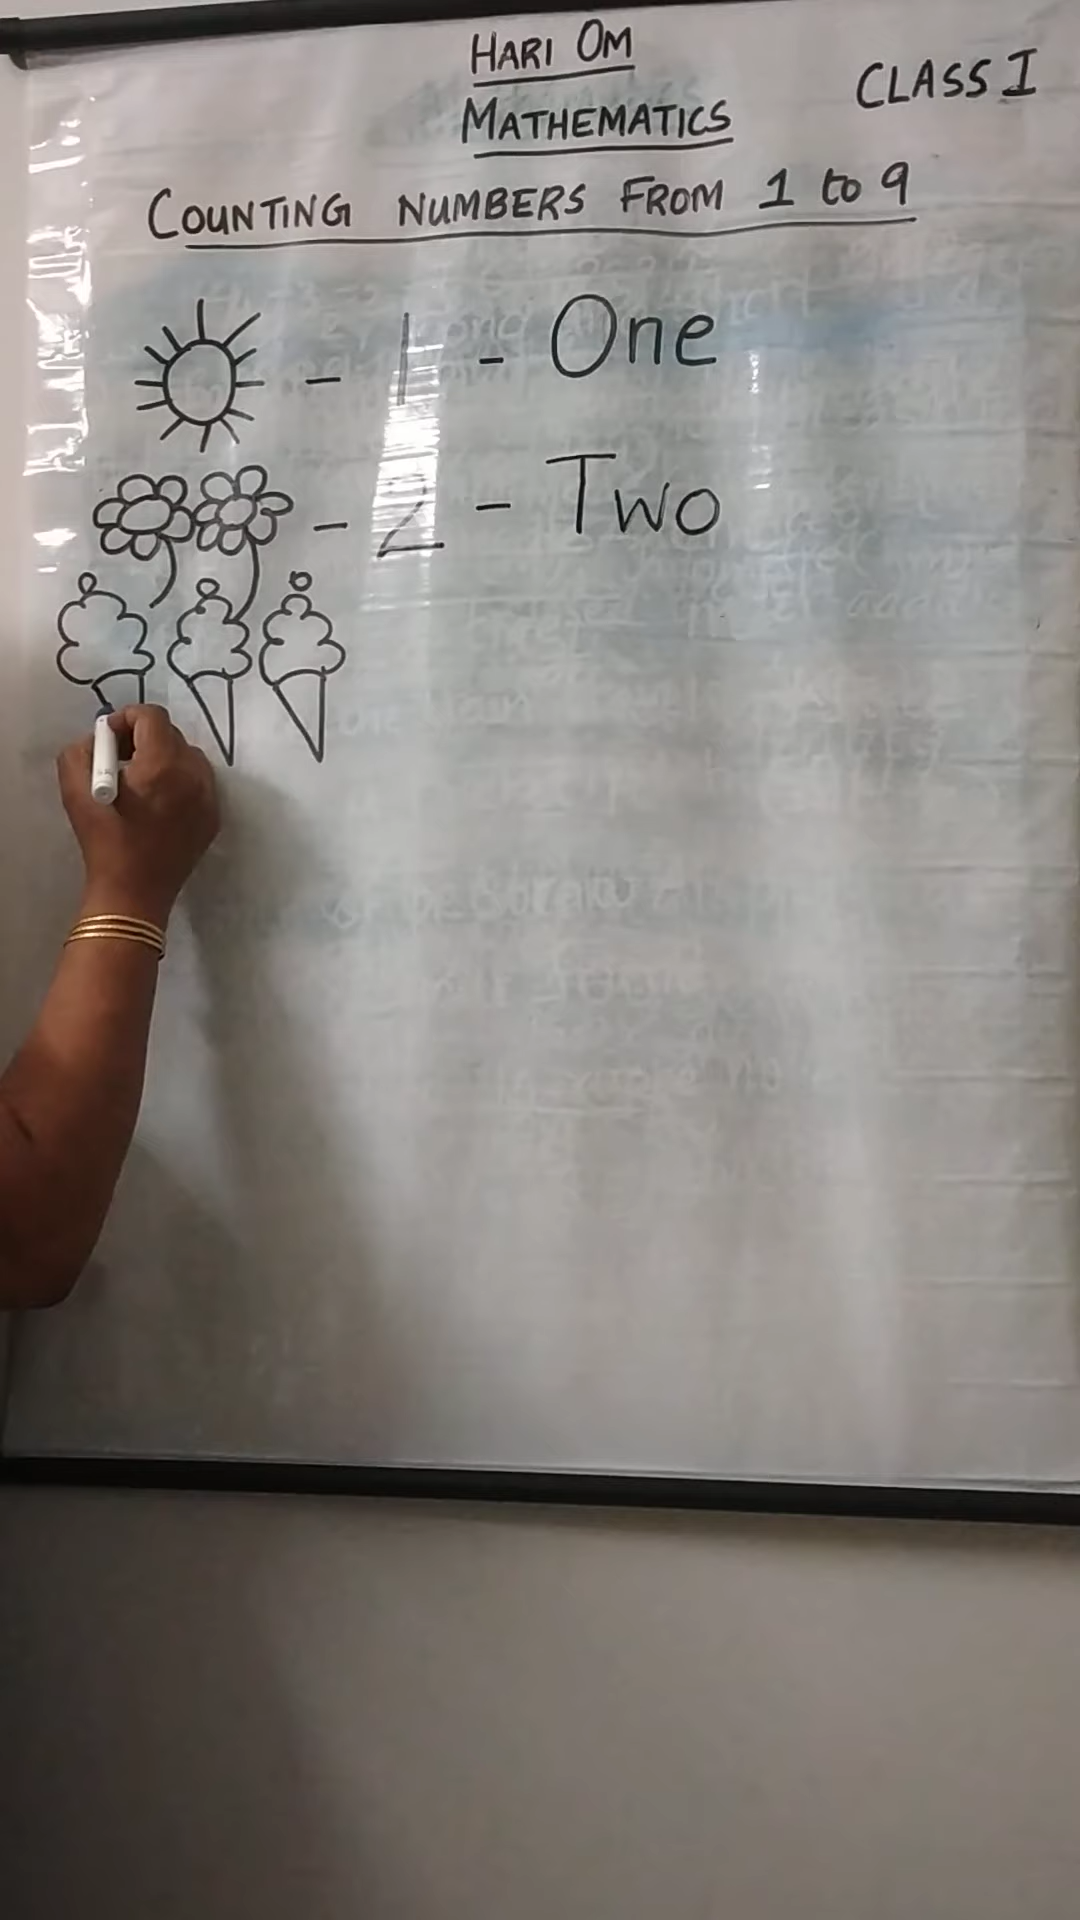 HARI OM
CLASS I
MATHEMATICS
COUNTING NUMBERS FROM 1 to 9
- 1 - One
- 2 - Two